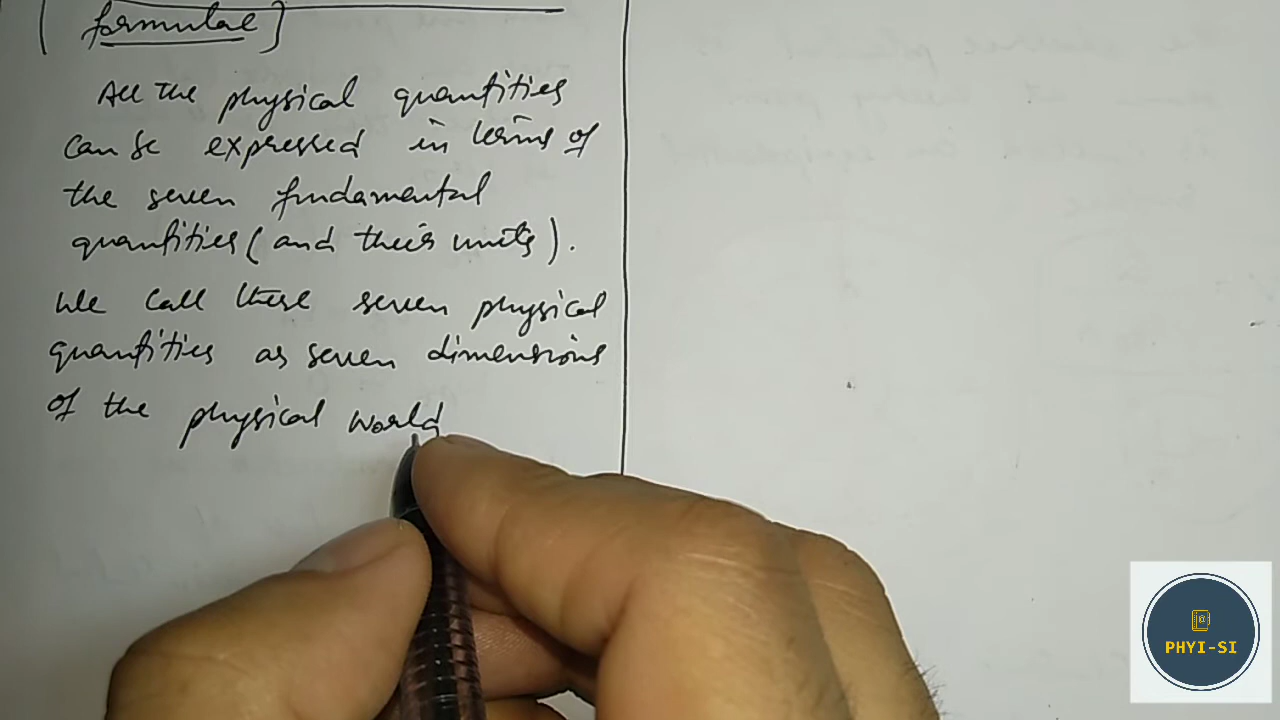 formulae]
All the physical quantities
can be expressed in terms of
the seven fundamental
quantities (and their units).
We call these seven physical
quantities as seven dimensions
of the physical world
PHYI-SI